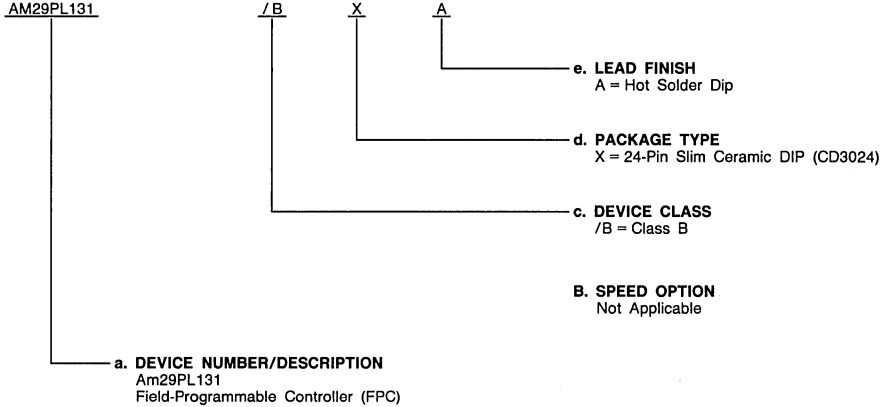 AM29PL131 /B X A
e. LEAD FINISH
A = Hot Solder Dip
d. PACKAGE TYPE
X = 24-Pin Slim Ceramic DIP (CD3024)
c. DEVICE CLASS
/B = Class B
B. SPEED OPTION
Not Applicable
a. DEVICE NUMBER/DESCRIPTION
Am29PL131
Field-Programmable Controller (FPC)